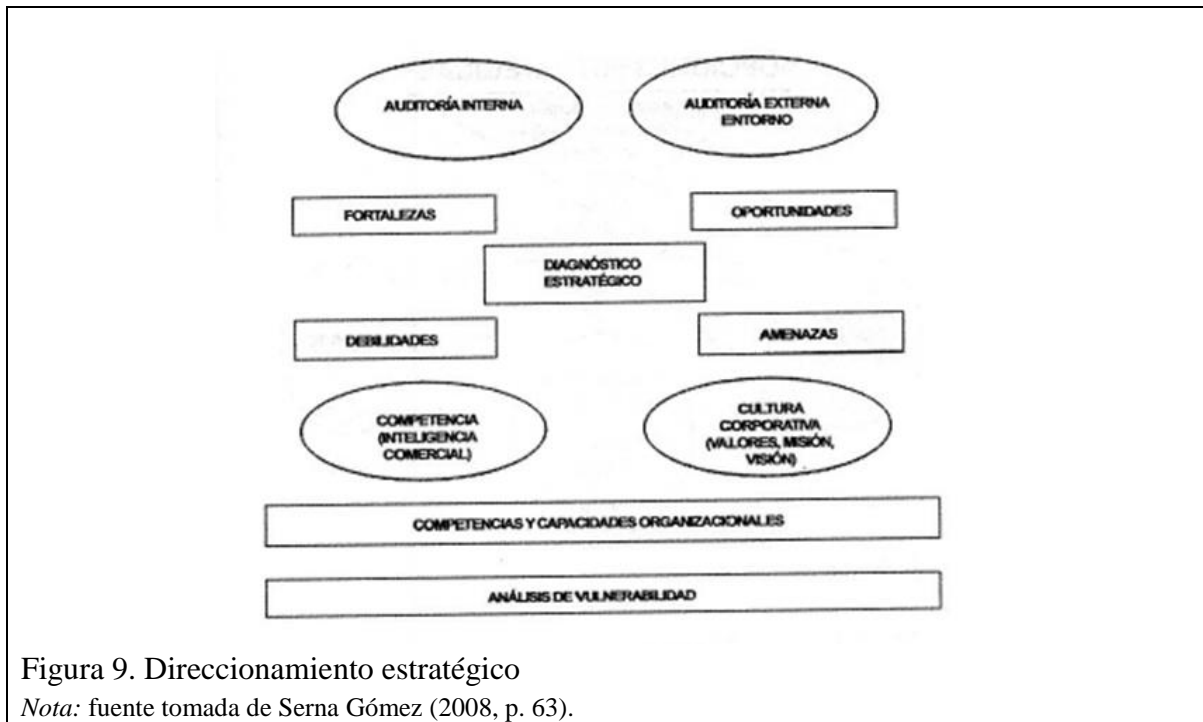 AUDITORÍA INTERNA
AUDITORÍA EXTERNA
ENTORNO
FORTALEZAS
OPORTUNIDADES
DIAGNÓSTICO
ESTRATÉGICO
DEBILIDADES
AMENAZAS
COMPETENCIA
(INTELIGENCIA
COMERCIAL)
CULTURA
CORPORATIVA
(VALORES, MISIÓN,
VISIÓN)
COMPETENCIAS Y CAPACIDADES ORGANIZACIONALES
ANÁLISIS DE VULNERABILIDAD
Figura 9. Direccionamiento estratégico
Nota: fuente tomada de Serna Gómez (2008, p. 63).